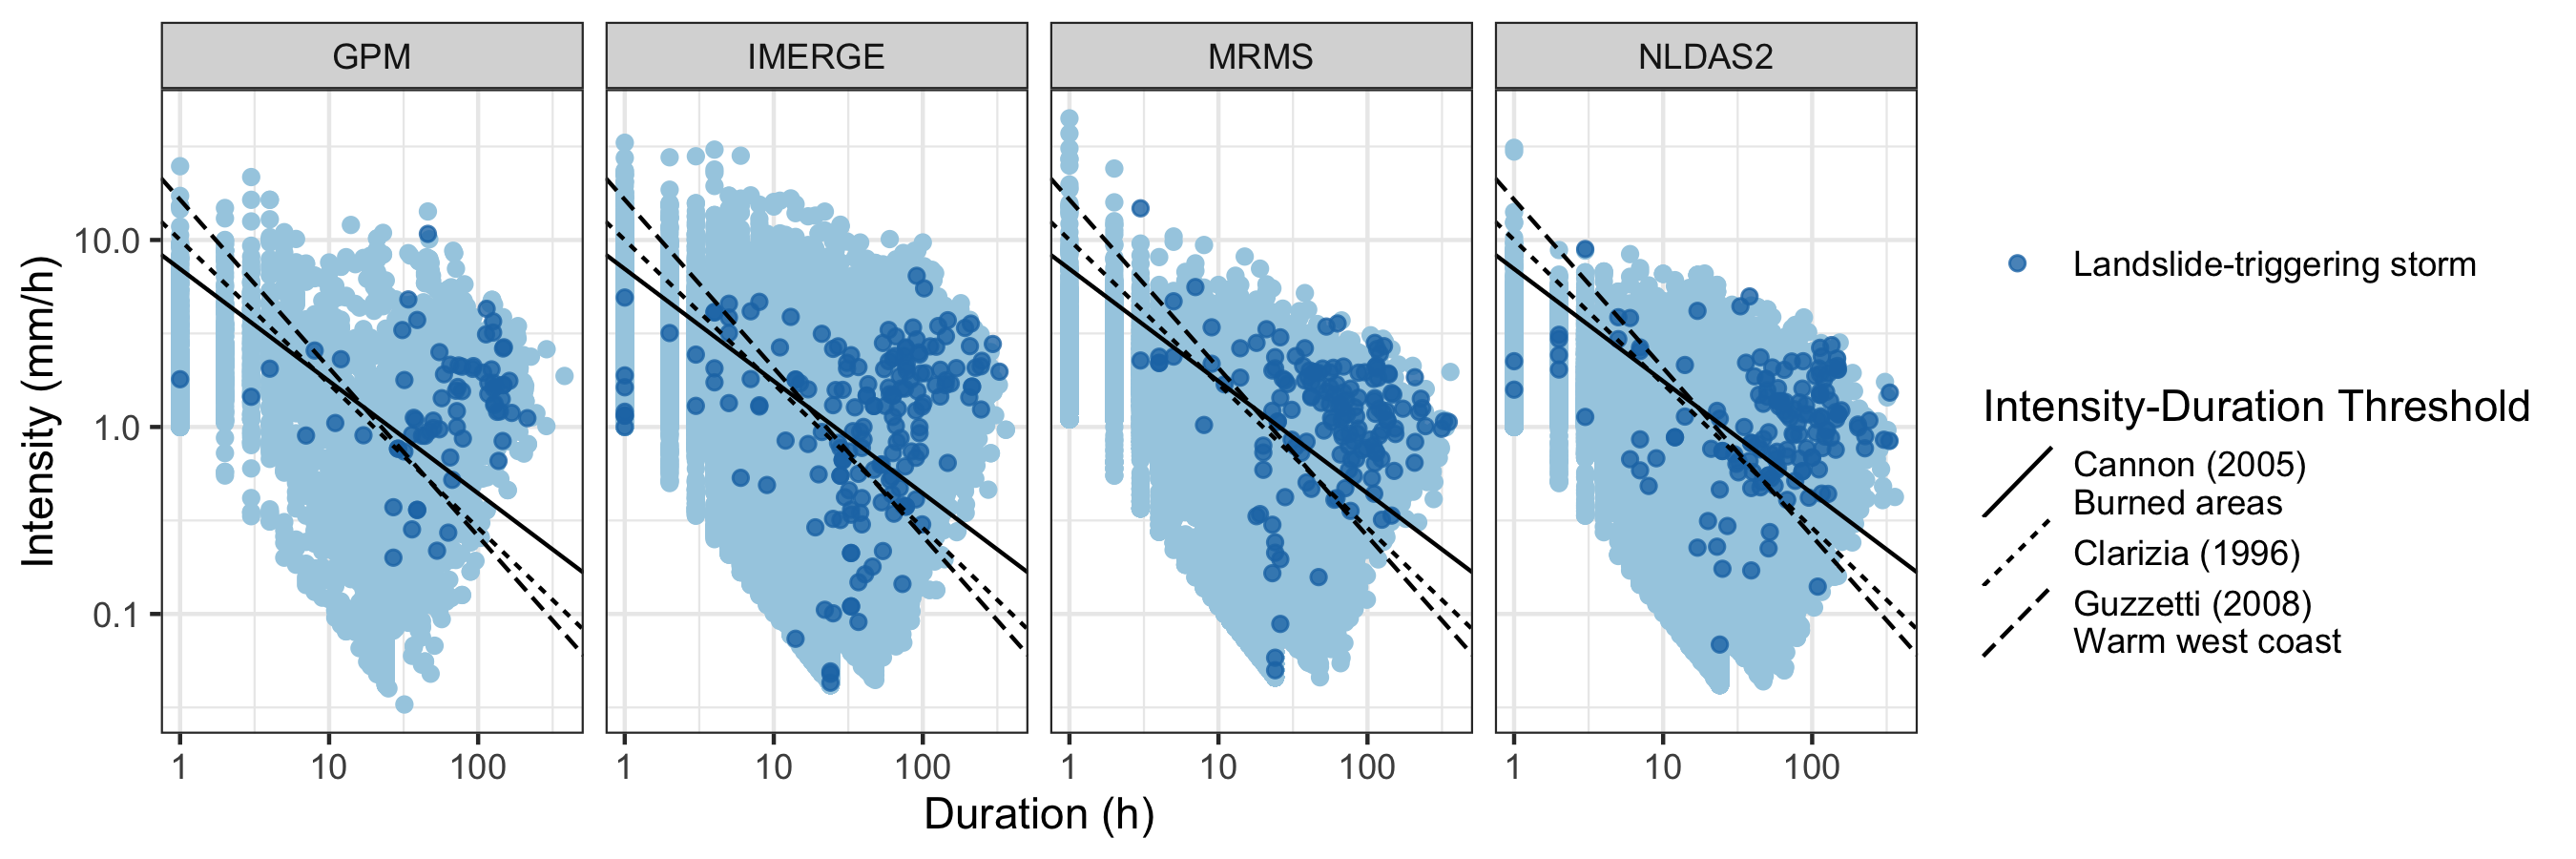 GPM
IMERGE
MRMS
NLDAS2
Intensity (mm/h)
10.0
1.0
0.1
1 10 100
1 10 100
1 10 100
1 10 100
Duration (h)
Landslide-triggering storm
Intensity-Duration Threshold
Cannon (2005)
Burned areas
Clarizia (1996)
Guzzetti (2008)
Warm west coast